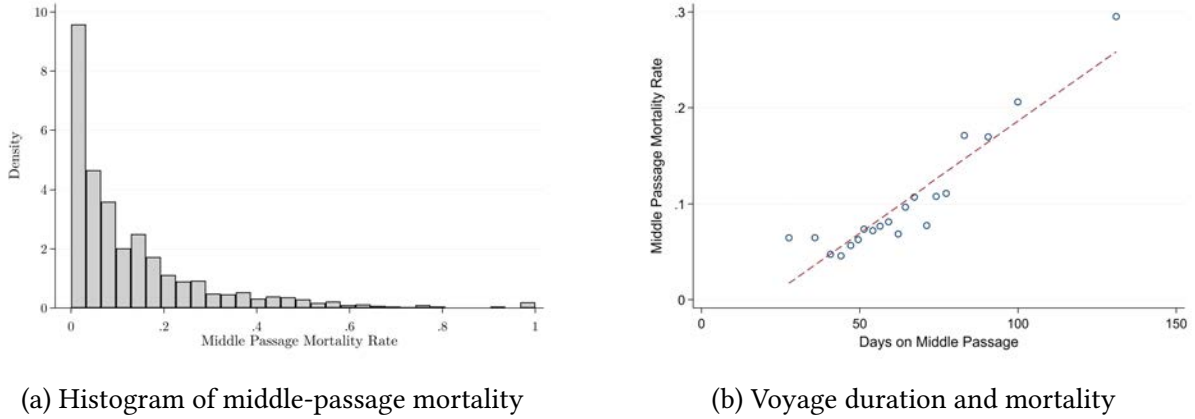 10
8
6
4
2
0
Density
0 .2 .4 .6 .8 1
Middle Passage Mortality Rate
(a) Histogram of middle-passage mortality
.3
.2
.1
0
Middle Passage Mortality Rate
0 50 100 150
Days on Middle Passage
(b) Voyage duration and mortality